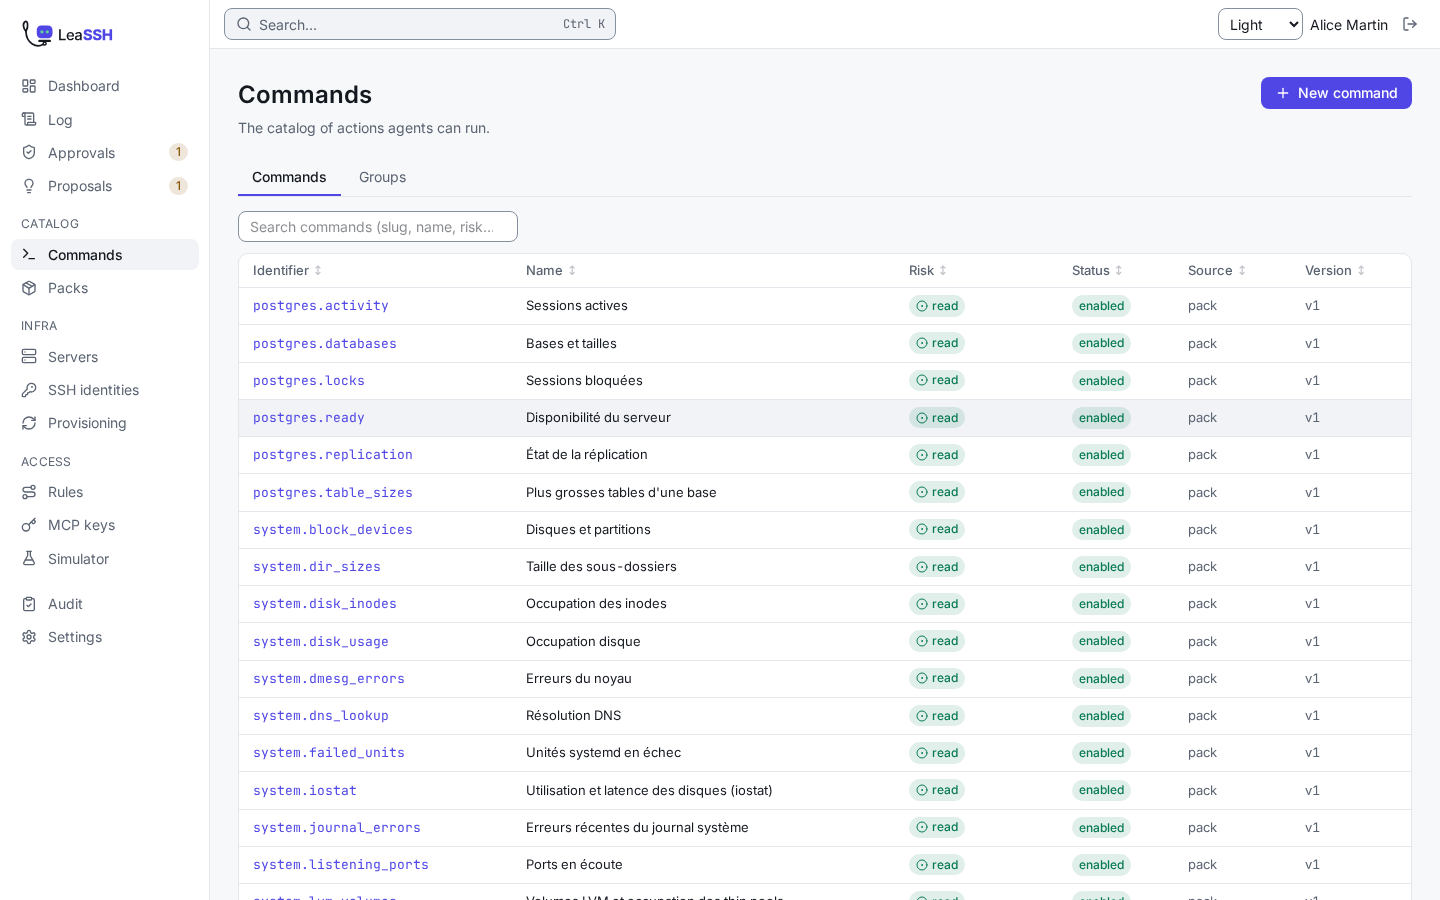 LeaSSH
Search... Ctrl K
Light Alice Martin
Dashboard
Log
Approvals 1
Proposals 1
CATALOG
Commands
Packs
INFRA
Servers
SSH identities
Provisioning
ACCESS
Rules
MCP keys
Simulator
Audit
Settings
Commands
New command
The catalog of actions agents can run.
Commands Groups
Search commands (slug, name, risk...
Identifier Name Risk Status Source Version
postgres.activity Sessions actives read enabled pack v1
postgres.databases Bases et tailles read enabled pack v1
postgres.locks Sessions bloquées read enabled pack v1
postgres.ready Disponibilité du serveur read enabled pack v1
postgres.replication État de la réplication read enabled pack v1
postgres.table_sizes Plus grosses tables d'une base read enabled pack v1
system.block_devices Disques et partitions read enabled pack v1
system.dir_sizes Taille des sous-dossiers read enabled pack v1
system.disk_inodes Occupation des inodes read enabled pack v1
system.disk_usage Occupation disque read enabled pack v1
system.dmesg_errors Erreurs du noyau read enabled pack v1
system.dns_lookup Résolution DNS read enabled pack v1
system.failed_units Unités systemd en échec read enabled pack v1
system.iostat Utilisation et latence des disques (iostat) read enabled pack v1
system.journal_errors Erreurs récentes du journal système read enabled pack v1
system.listening_ports Ports en écoute read enabled pack v1